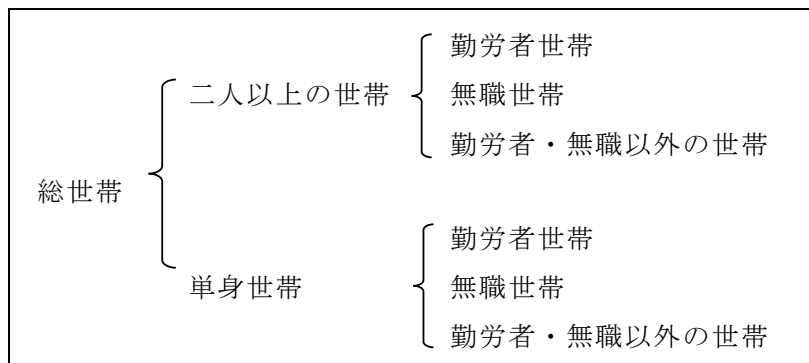 勤労者世帯
二人以上の世帯
無職世帯
勤労者・無職以外の世帯
総世帯
勤労者世帯
単身世帯
無職世帯
勤労者・無職以外の世帯